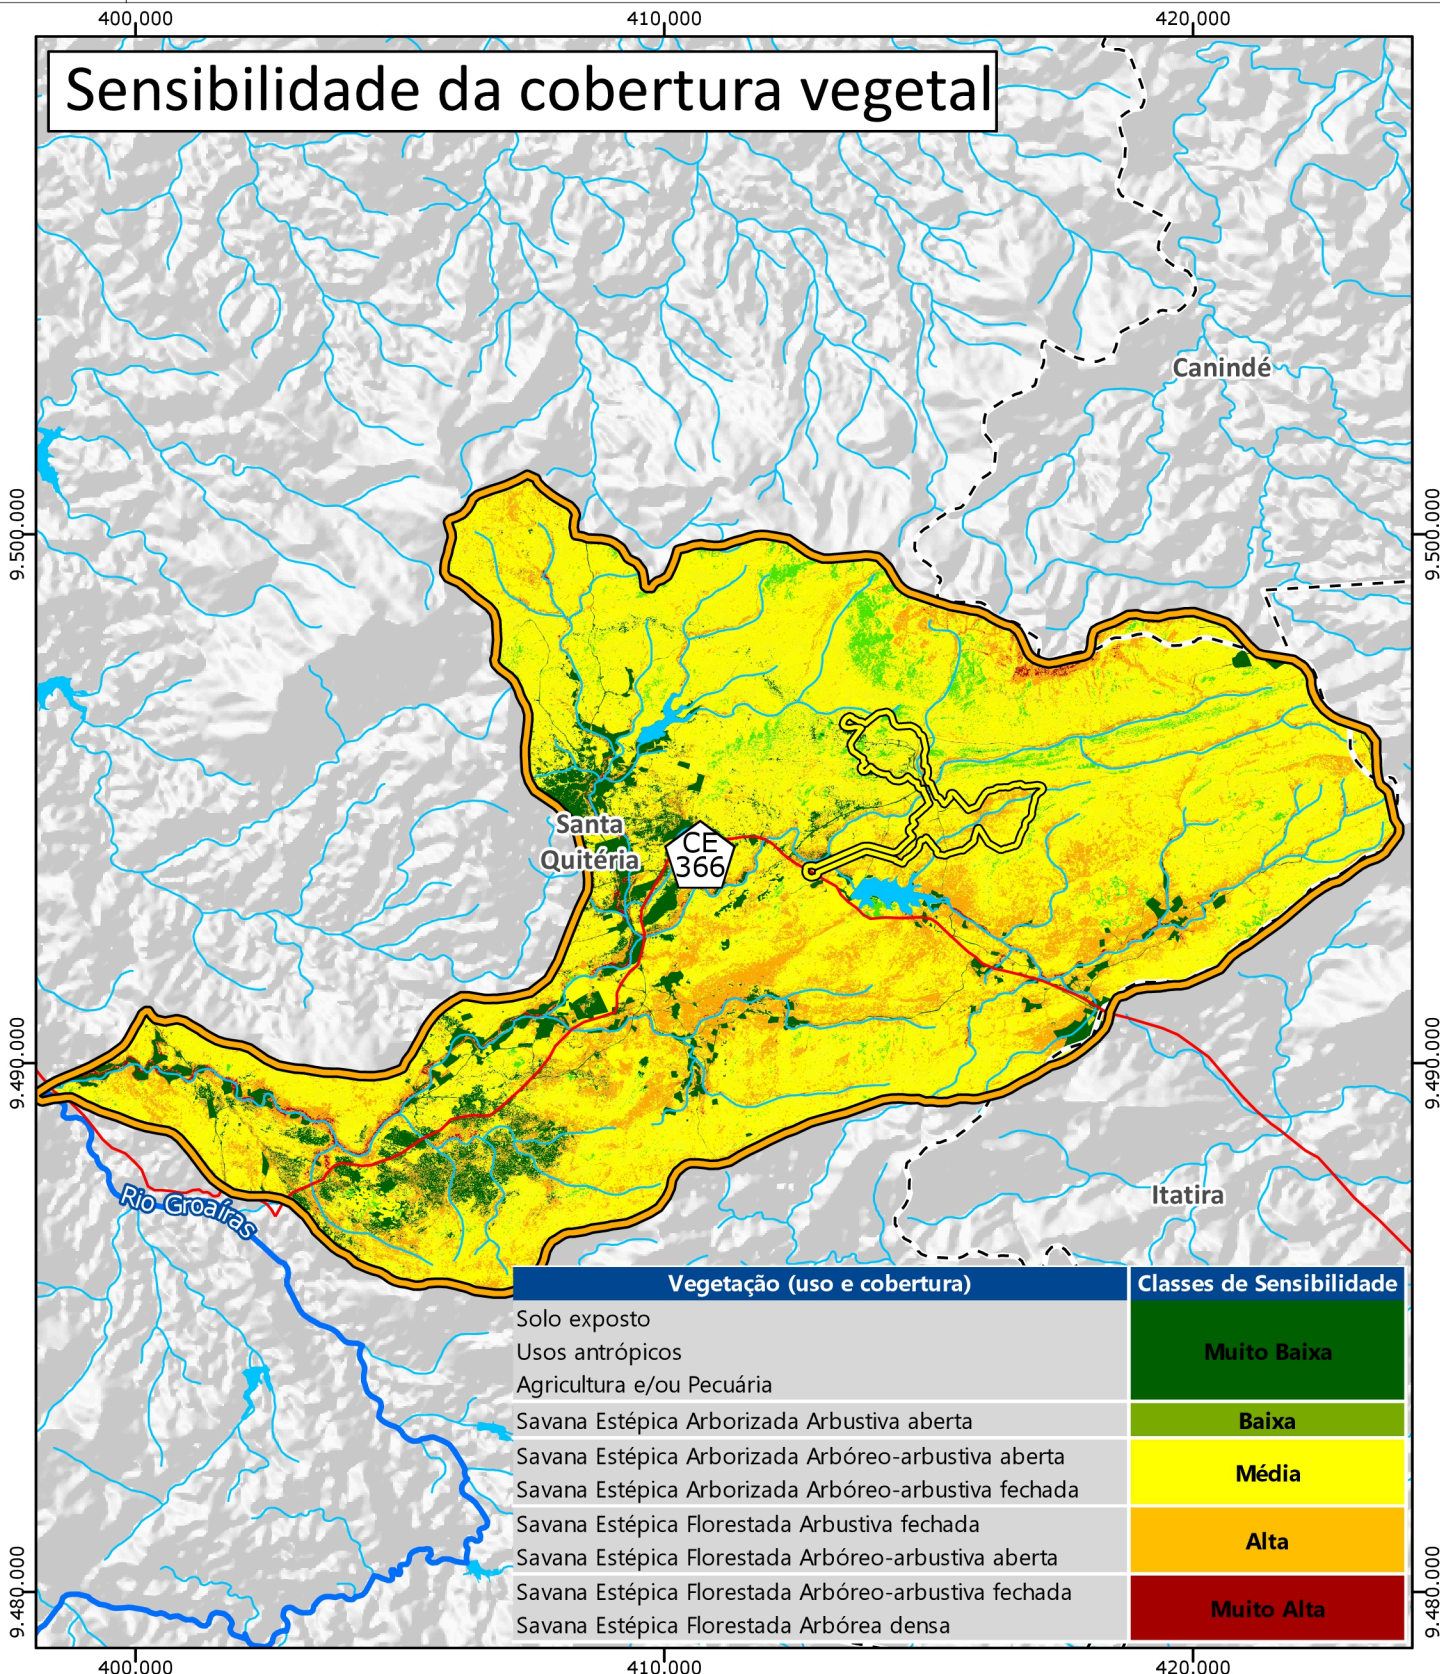 400.000 410.000 420.000
Sensibilidade da cobertura vegetal
Canindé
9.500.000 9.500.000
Santa
Quitéria
CE
366
9.490.000 9.490.000
Rio Groaíras
Itatira
Vegetação (uso e cobertura) Classes de Sensibilidade
Solo exposto
Usos antrópicos Muito Baixa
Agricultura e/ou Pecuária
Savana Estépica Arborizada Arbustiva aberta Baixa
Savana Estépica Arborizada Arbóreo-arbustiva aberta
Média
Savana Estépica Arborizada Arbóreo-arbustiva fechada
Savana Estépica Florestada Arbustiva fechada
Alta
Savana Estépica Florestada Arbóreo-arbustiva aberta
Savana Estépica Florestada Arbóreo-arbustiva fechada
Muito Alta
Savana Estépica Florestada Arbórea densa
9.480.000 9.480.000
400.000 410.000 420.000